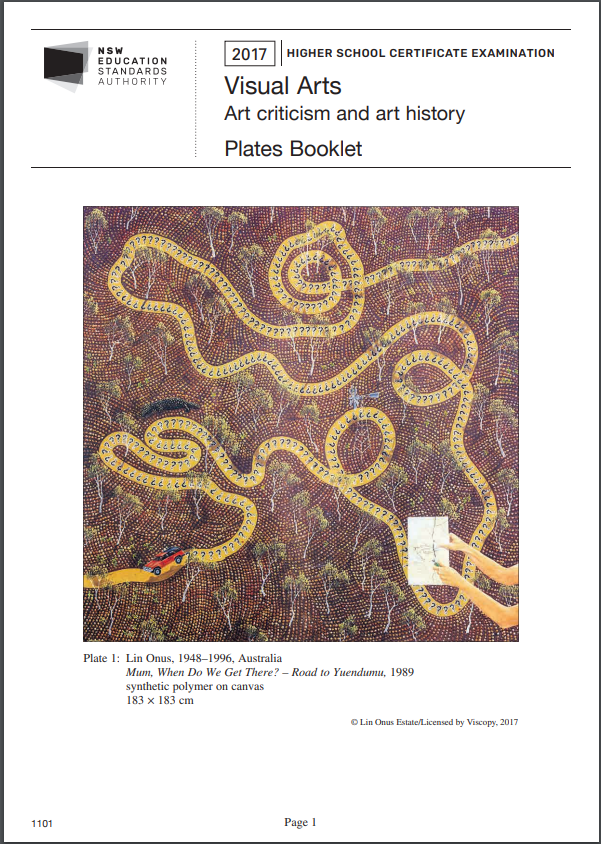 NSW
EDUCATION
STANDARDS
AUTHORITY
2017 HIGHER SCHOOL CERTIFICATE EXAMINATION
Visual Arts
Art criticism and art history
Plates Booklet
Plate 1: Lin Onus, 1948–1996, Australia
Mum, When Do We Get There? – Road to Yuendumu, 1989
synthetic polymer on canvas
183 × 183 cm
© Lin Onus Estate/Licensed by Viscopy, 2017
1101
Page 1